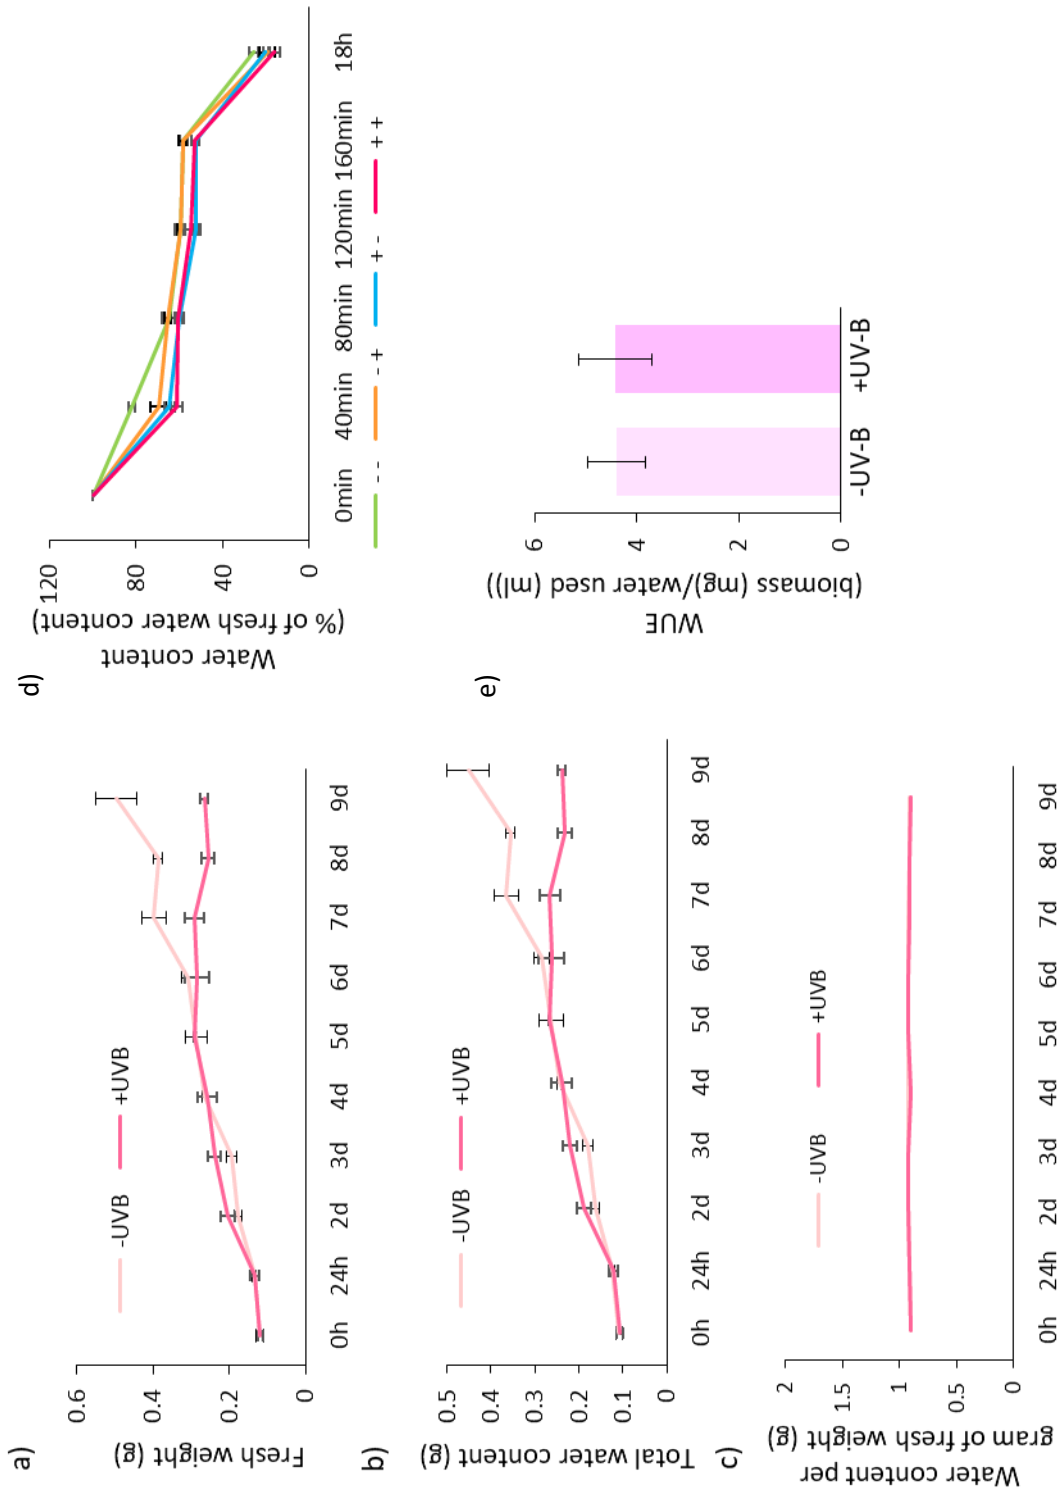 a)
Fresh weight (g)
0.6
0.4
0.2
0
-UVB
+UVB
0h 24h 2d 3d 4d 5d 6d 7d 8d 9d
b)
Total water content (g)
0.5
0.4
0.3
0.2
0.1
0
-UVB
+UVB
0h 24h 2d 3d 4d 5d 6d 7d 8d 9d
c)
Water content per
gram of fresh weight (g)
2
1.5
1
0.5
0
-UVB
+UVB
0h 24h 2d 3d 4d 5d 6d 7d 8d 9d
d)
Water content
(% of fresh water content)
120
80
40
0
0min 40min 80min 120min 160min 18h
- - - + + - + +
e)
WUE
(biomass (mg)/water used (ml))
6
4
2
0
-UV-B +UV-B